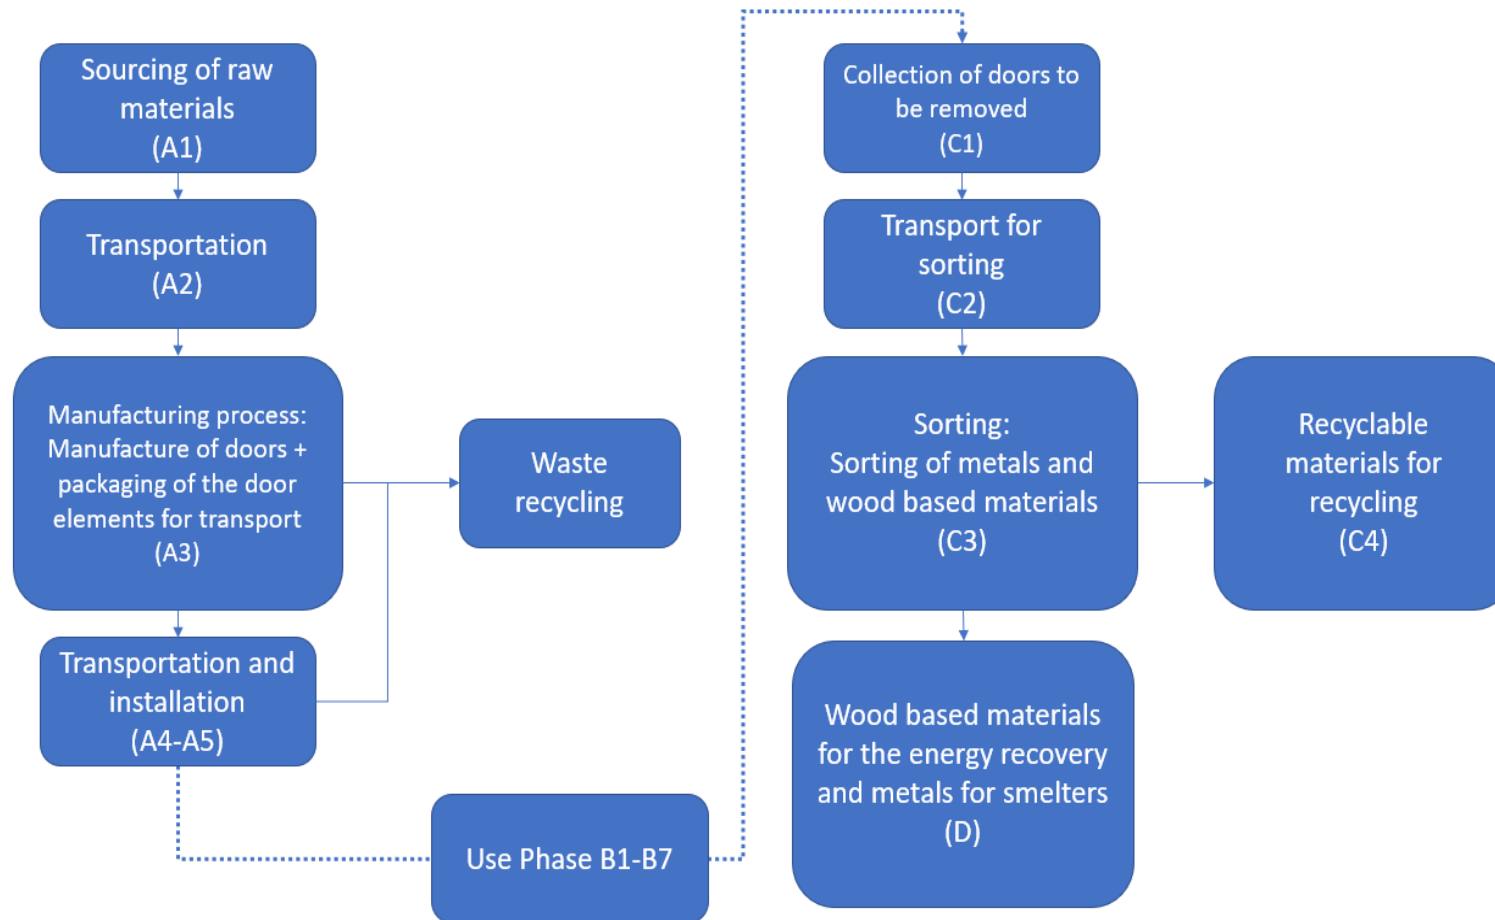 Sourcing of raw
materials
(A1)
Transportation
(A2)
Manufacturing process:
Manufacture of doors +
packaging of the door
elements for transport
(A3)
Waste
recycling
Transportation and
installation
(A4-A5)
Use Phase B1-B7
Collection of doors to
be removed
(C1)
Transport for
sorting
(C2)
Sorting:
Sorting of metals and
wood based materials
(C3)
Recyclable
materials for
recycling
(C4)
Wood based materials
for the energy recovery
and metals for smelters
(D)